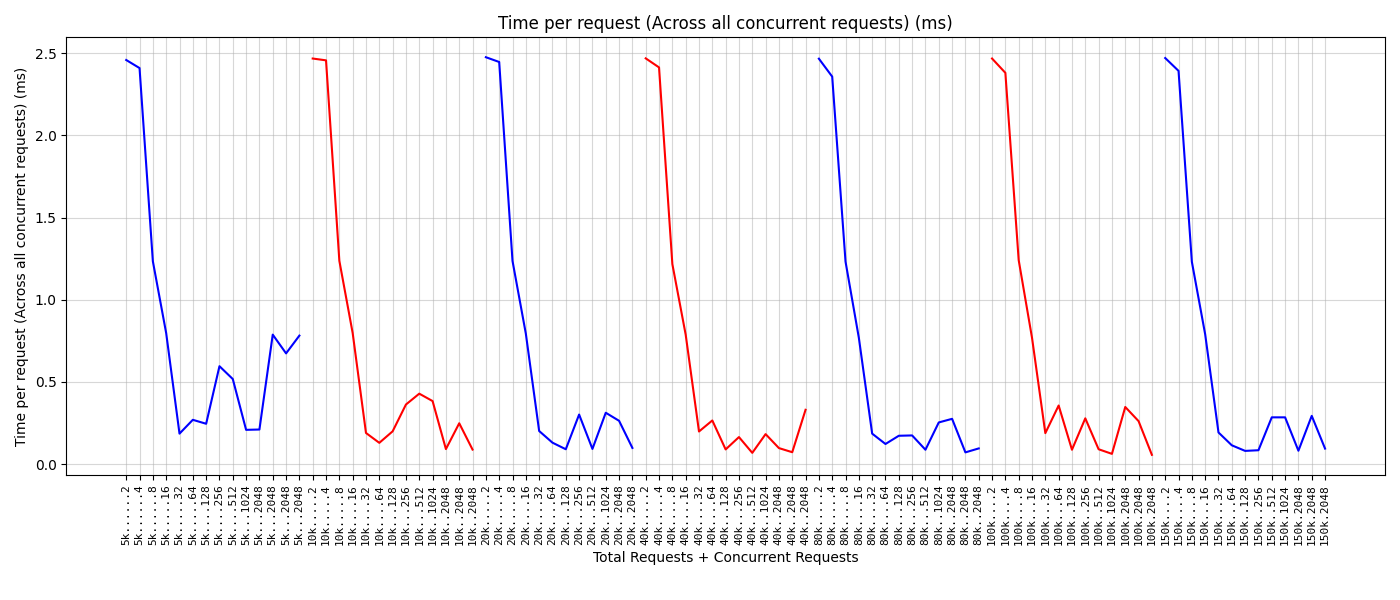 Time per request (Across all concurrent requests) (ms)
Time per request (Across all concurrent requests) (ms)
2.5
2.0
1.5
1.0
0.5
0.0
5k......2
5k......4
5k......8
5k.....16
5k.....32
5k.....64
5k....128
5k....256
5k....512
5k...1024
5k...2048
5k...2048
5k...2048
5k...2048
10k.....2
10k.....4
10k.....8
10k....16
10k....32
10k....64
10k...128
10k...256
10k...512
10k..1024
10k..2048
10k..2048
10k..2048
20k.....2
20k.....4
20k.....8
20k....16
20k....32
20k....64
20k...128
20k...256
20k...512
20k..1024
20k..2048
20k..2048
40k.....2
40k.....4
40k.....8
40k....16
40k....32
40k....64
40k...128
40k...256
40k...512
40k..1024
40k..2048
40k..2048
40k..2048
80k.....2
80k.....4
80k.....8
80k....16
80k....32
80k....64
80k...128
80k...256
80k...512
80k..1024
80k..2048
80k..2048
80k..2048
100k....2
100k....4
100k....8
100k...16
100k...32
100k...64
100k..128
100k..256
100k..512
100k.1024
100k.2048
100k.2048
100k.2048
150k....2
150k....4
150k....8
150k...16
150k...32
150k...64
150k..128
150k..256
150k..512
150k.1024
150k.2048
150k.2048
150k.2048
Total Requests + Concurrent Requests